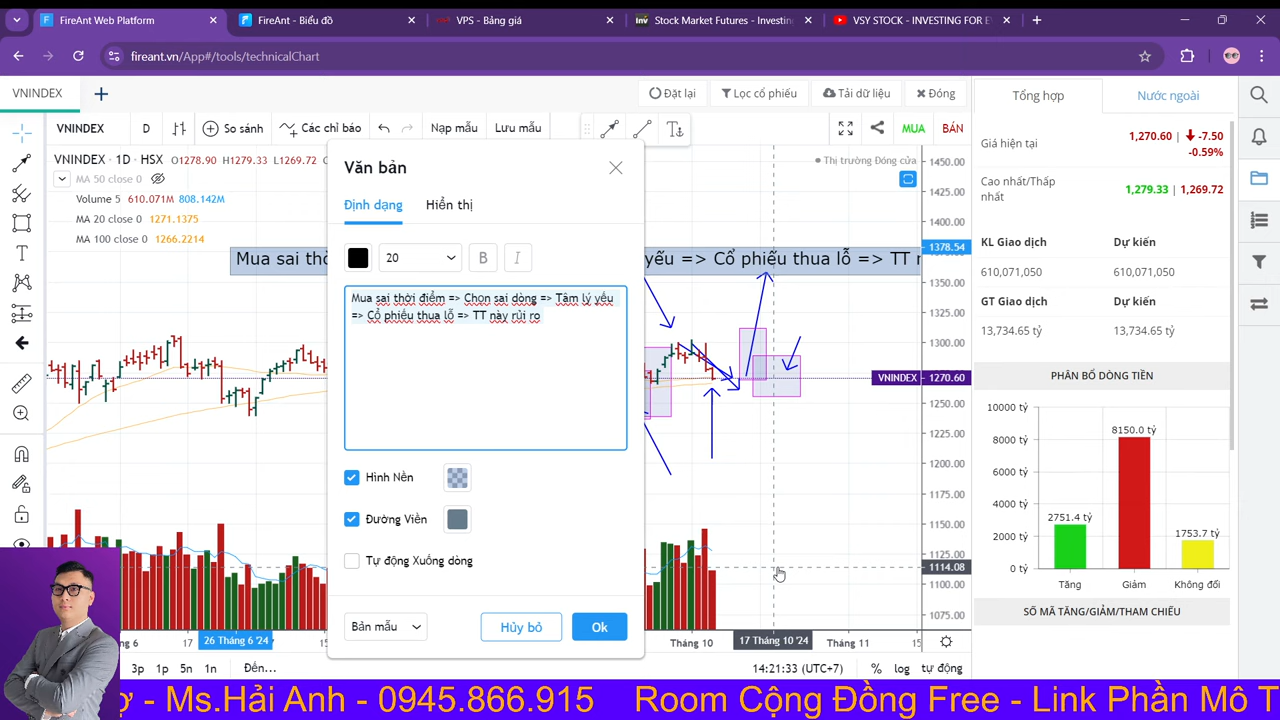 FireAnt Web Platform
FireAnt - Biểu đồ
VPS - Bảng giá
Stock Market Futures - Investin
VSY STOCK - INVESTING FOR E
fireant.vn/App#/tools/technicalChart
VNINDEX
Đặt lại
Lọc cổ phiếu
Tải dữ liệu
Đóng
Tổng hợp
Nước ngoài
VNINDEX
D
So sánh
Các chỉ báo
Nạp mẫu
Lưu mẫu
MUA
BÁN
VNINDEX · 1D · HSX O1278.90 H1279.33 L1269.72
Thị trường Đóng cửa
MA 50 close 0
Volume 5 610.071M 808.142M
MA 20 close 0 1271.1375
MA 100 close 0 1266.2214
Mua sai thờ
yếu => Cổ phiếu thua lỗ => TT n
Văn bản
Định dạng
Hiển thị
20
B
I
Mua sai thời điểm => Chọn sai dòng => Tâm lý yếu
=> Cổ phiếu thua lỗ => TT này rủi ro
Hình Nền
Đường Viền
Tự động Xuống dòng
Bản mẫu
Hủy bỏ
Ok
1450.00
1425.00
1400.00
1378.54
1350.00
1325.00
1300.00
VNINDEX 1270.60
1250.00
1225.00
1200.00
1175.00
1150.00
1125.00
1114.08
1100.00
1075.00
g 6
17
26 Tháng 6 '24
15
Tháng 10
17 Tháng 10 '24
Tháng 11
15
3p
1p
5n
1n
Đến...
14:21:33 (UTC+7)
%
log
tự động
Giá hiện tại
1,270.60 | -7.50
-0.59%
Cao nhất/Thấp
nhất
1,279.33 | 1,269.72
KL Giao dịch
Dự kiến
610,071,050
610,071,050
GT Giao dịch
Dự kiến
13,734.65 tỷ
13,734.65 tỷ
PHÂN BỔ DÒNG TIỀN
10000 tỷ
8000 tỷ
6000 tỷ
4000 tỷ
2000 tỷ
0 tỷ
2751.4 tỷ
8150.0 tỷ
1753.7 tỷ
Tăng
Giảm
Không đổi
SỐ MÃ TĂNG/GIẢM/THAM CHIẾU
ợ - Ms.Hải Anh - 0945.866.915 Room Cộng Đồng Free - Link Phần Mô T